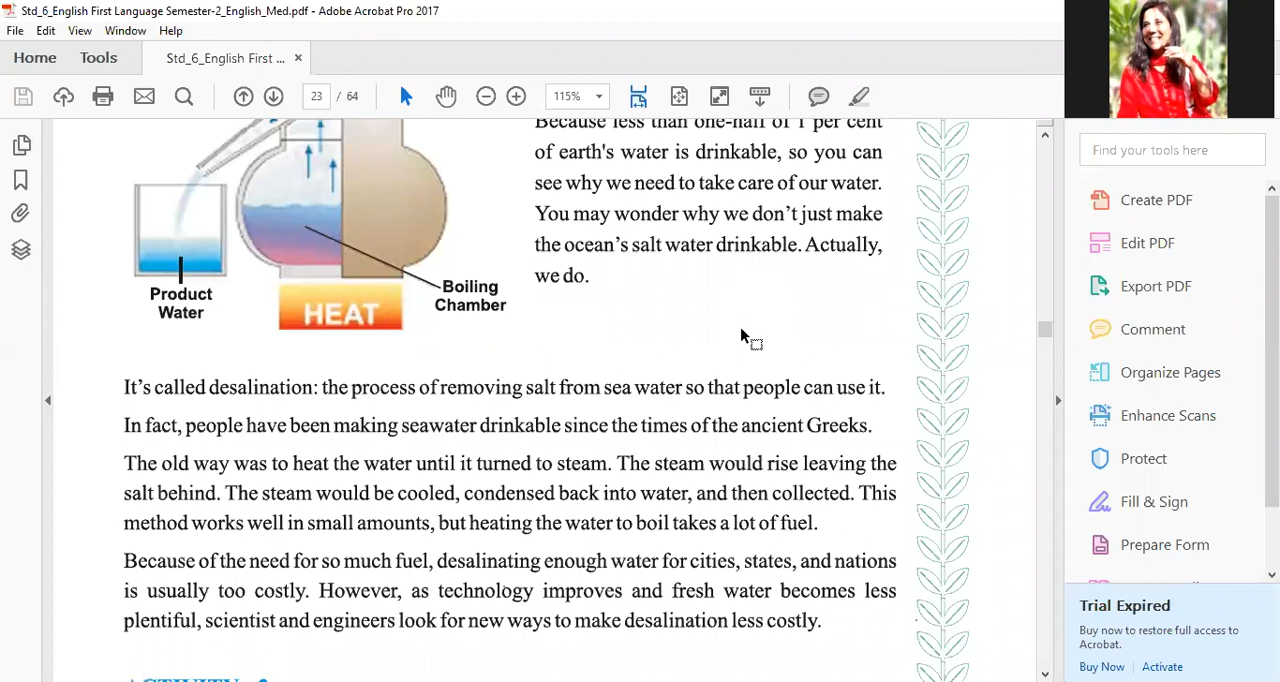 Std_6_English First Language Semester-2_English_Med.pdf - Adobe Acrobat Pro 2017
File Edit View Window Help
Home Tools Std_6_English First ... ×
23 / 64 115%
Because less than one-half of 1 per cent
of earth's water is drinkable, so you can
see why we need to take care of our water.
You may wonder why we don’t just make
the ocean’s salt water drinkable. Actually,
we do.
Product
Water
HEAT
Boiling
Chamber
It’s called desalination: the process of removing salt from sea water so that people can use it.
In fact, people have been making seawater drinkable since the times of the ancient Greeks.
The old way was to heat the water until it turned to steam. The steam would rise leaving the
salt behind. The steam would be cooled, condensed back into water, and then collected. This
method works well in small amounts, but heating the water to boil takes a lot of fuel.
Because of the need for so much fuel, desalinating enough water for cities, states, and nations
is usually too costly. However, as technology improves and fresh water becomes less
plentiful, scientist and engineers look for new ways to make desalination less costly.
Find your tools here
Create PDF
Edit PDF
Export PDF
Comment
Organize Pages
Enhance Scans
Protect
Fill & Sign
Prepare Form
Trial Expired
Buy now to restore full access to
Acrobat.
Buy Now Activate